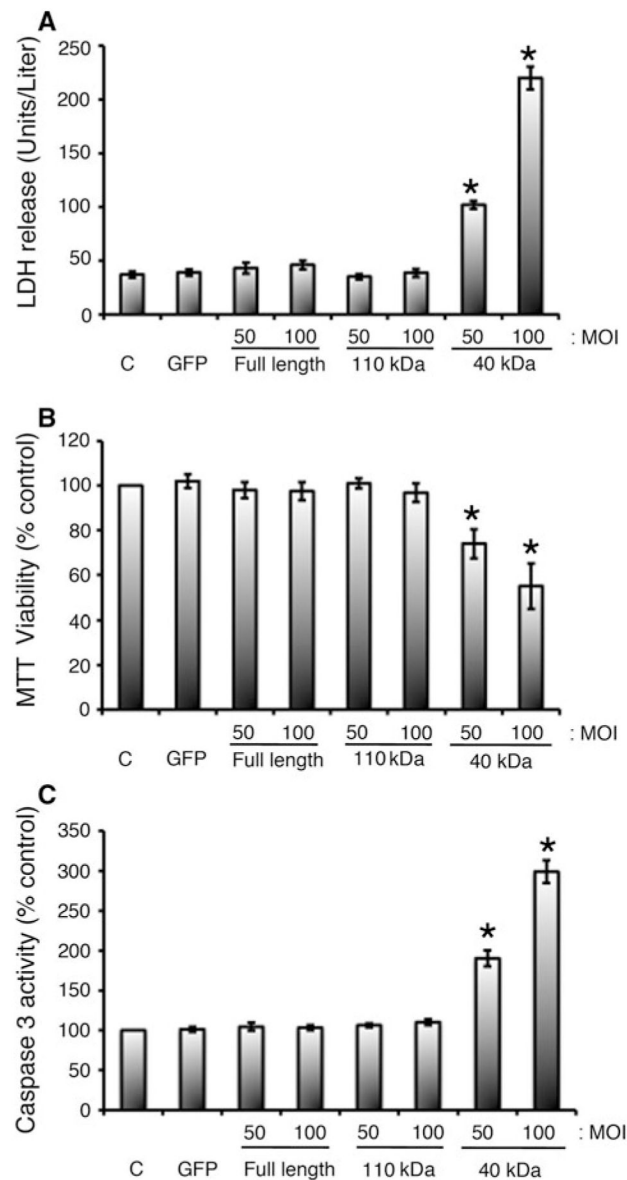 A
LDH release (Units/Liter)
250
200
150
100
50
0
* *
50 100 50 100 50 100 : MOI
C GFP Full length 110 kDa 40 kDa
B
MTT Viability (% control)
120
100
80
60
40
20
0
* *
50 100 50 100 50 100 : MOI
C GFP Full length 110 kDa 40 kDa
C
Caspase 3 activity (% control)
350
300
250
200
150
100
50
0
* *
50 100 50 100 50 100 : MOI
C GFP Full length 110 kDa 40 kDa